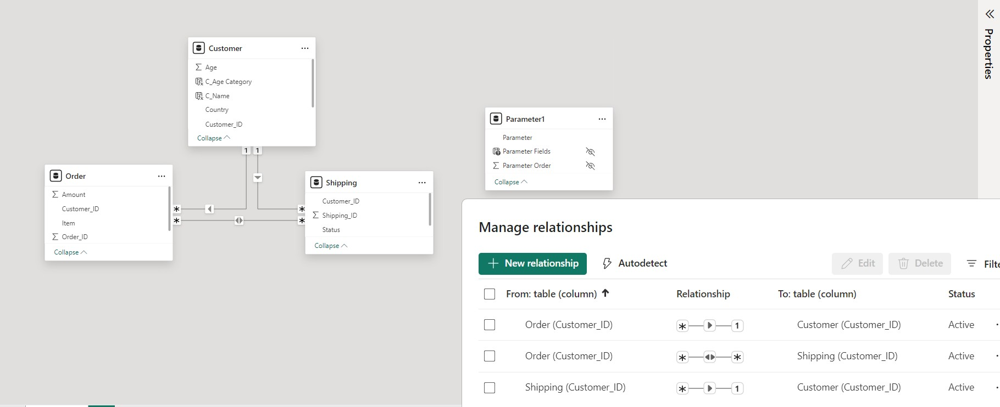 Customer
Age
C_Age Category
C_Name
Country
Customer_ID
Collapse
1 1
Order
Amount
Customer_ID
Item
Order_ID
Collapse
Shipping
Customer_ID
Shipping_ID
Status
Collapse
Parameter1
Parameter
Parameter Fields
Parameter Order
Collapse
Properties
Manage relationships
New relationship Autodetect Edit Delete Filte
From: table (column) Relationship To: table (column) Status
Order (Customer_ID) * 1 Customer (Customer_ID) Active
Order (Customer_ID) * * Shipping (Customer_ID) Active
Shipping (Customer_ID) * 1 Customer (Customer_ID) Active